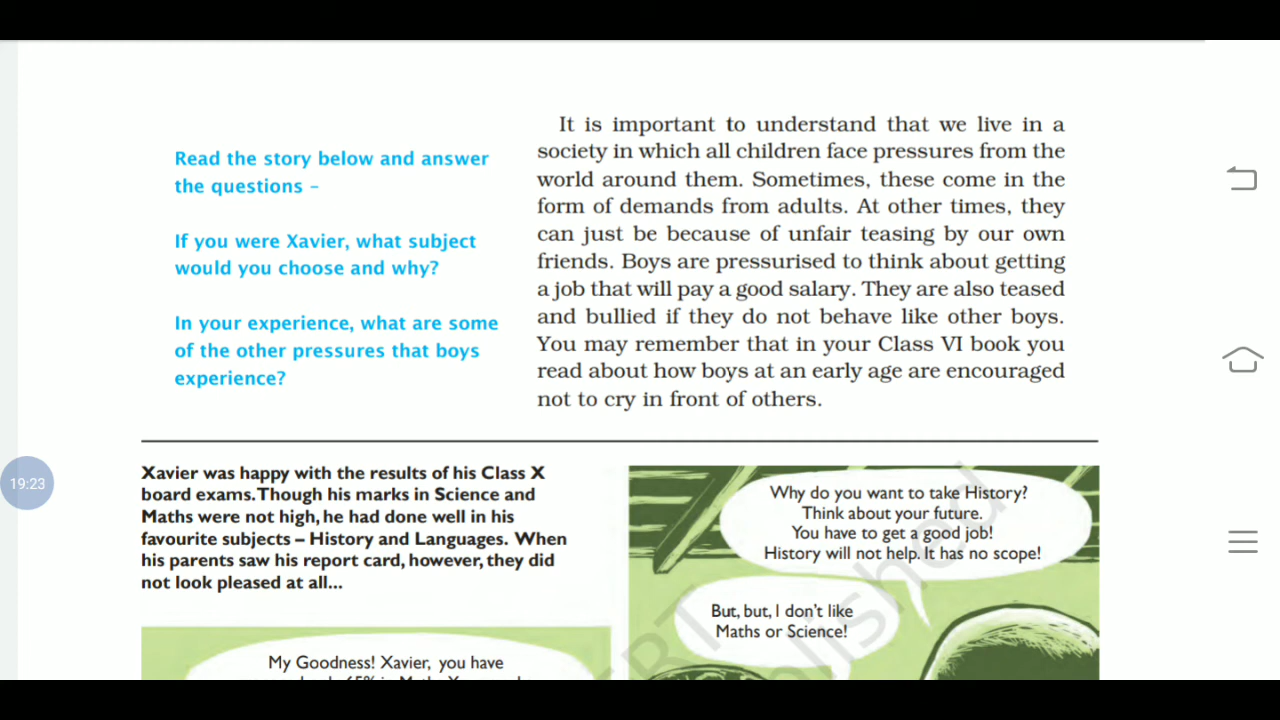 Read the story below and answer
the questions –
If you were Xavier, what subject
would you choose and why?
In your experience, what are some
of the other pressures that boys
experience?
It is important to understand that we live in a
society in which all children face pressures from the
world around them. Sometimes, these come in the
form of demands from adults. At other times, they
can just be because of unfair teasing by our own
friends. Boys are pressurised to think about getting
a job that will pay a good salary. They are also teased
and bullied if they do not behave like other boys.
You may remember that in your Class VI book you
read about how boys at an early age are encouraged
not to cry in front of others.
19:23
Xavier was happy with the results of his Class X
board exams. Though his marks in Science and
Maths were not high, he had done well in his
favourite subjects – History and Languages. When
his parents saw his report card, however, they did
not look pleased at all...
My Goodness! Xavier, you have
Why do you want to take History?
Think about your future.
You have to get a good job!
History will not help. It has no scope!
But, but, I don't like
Maths or Science!